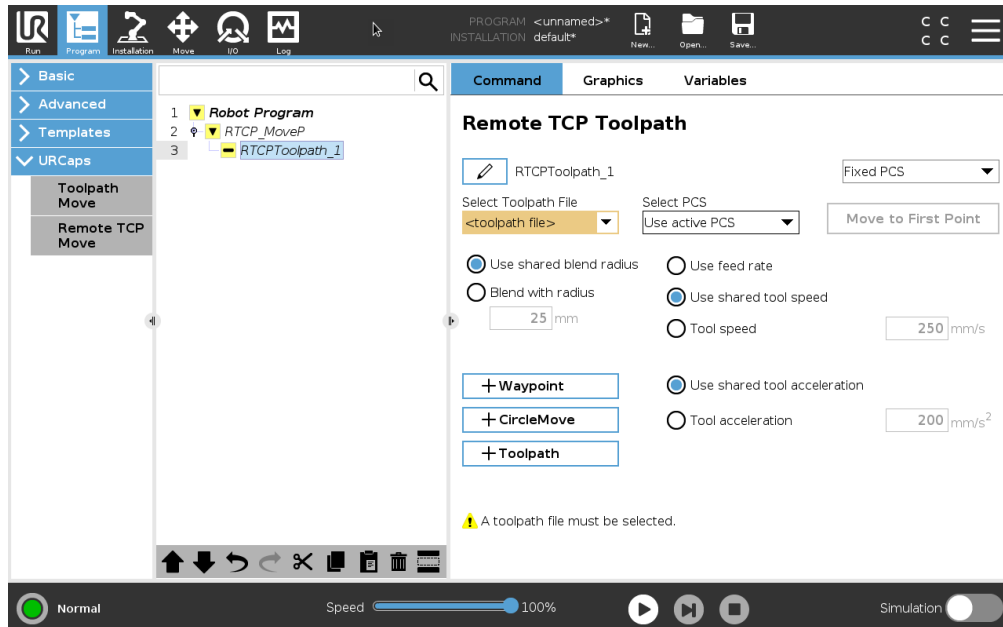 PROGRAM <unnamed>*
INSTALLATION default*
UR
Run
Program
Installation
Move
I/O
Log
New...
Open...
Save...
C C
C C
Basic
Advanced
Templates
URCaps
Toolpath
Move
Remote TCP
Move
1 Robot Program
2 RTCP_MoveP
3 RTCPToolpath_1
Command Graphics Variables
Remote TCP Toolpath
RTCPToolpath_1
Fixed PCS
Select Toolpath File
<toolpath file>
Select PCS
Use active PCS
Move to First Point
Use shared blend radius
Blend with radius
25 mm
Use feed rate
Use shared tool speed
Tool speed 250 mm/s
+ Waypoint
+ CircleMove
+ Toolpath
Use shared tool acceleration
Tool acceleration 200 mm/s²
A toolpath file must be selected.
Normal
Speed 100%
Simulation